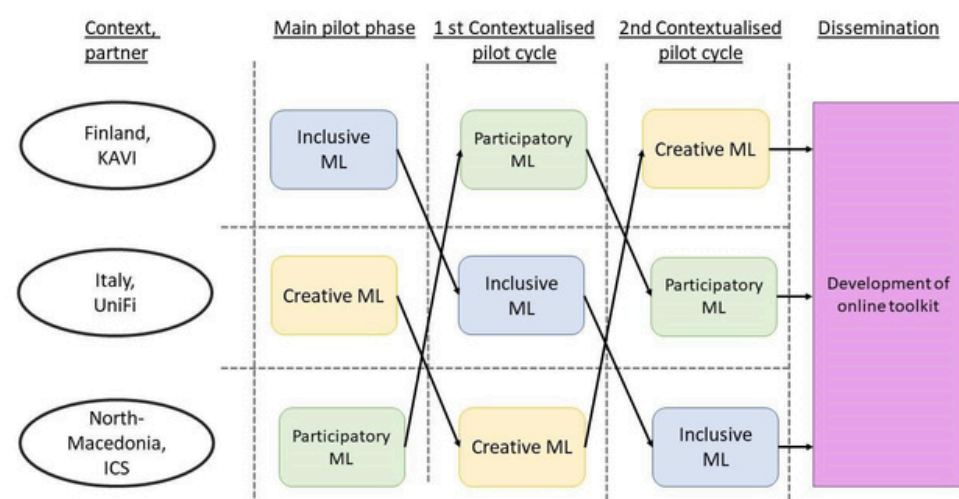 Context,
partner
Main pilot phase
1 st Contextualised
pilot cycle
2nd Contextualised
pilot cycle
Dissemination
Finland,
KAVI
Inclusive
ML
Participatory
ML
Creative ML
Italy,
UniFi
Creative ML
Inclusive
ML
Participatory
ML
Development of
online toolkit
North-
Macedonia,
ICS
Participatory
ML
Creative ML
Inclusive
ML